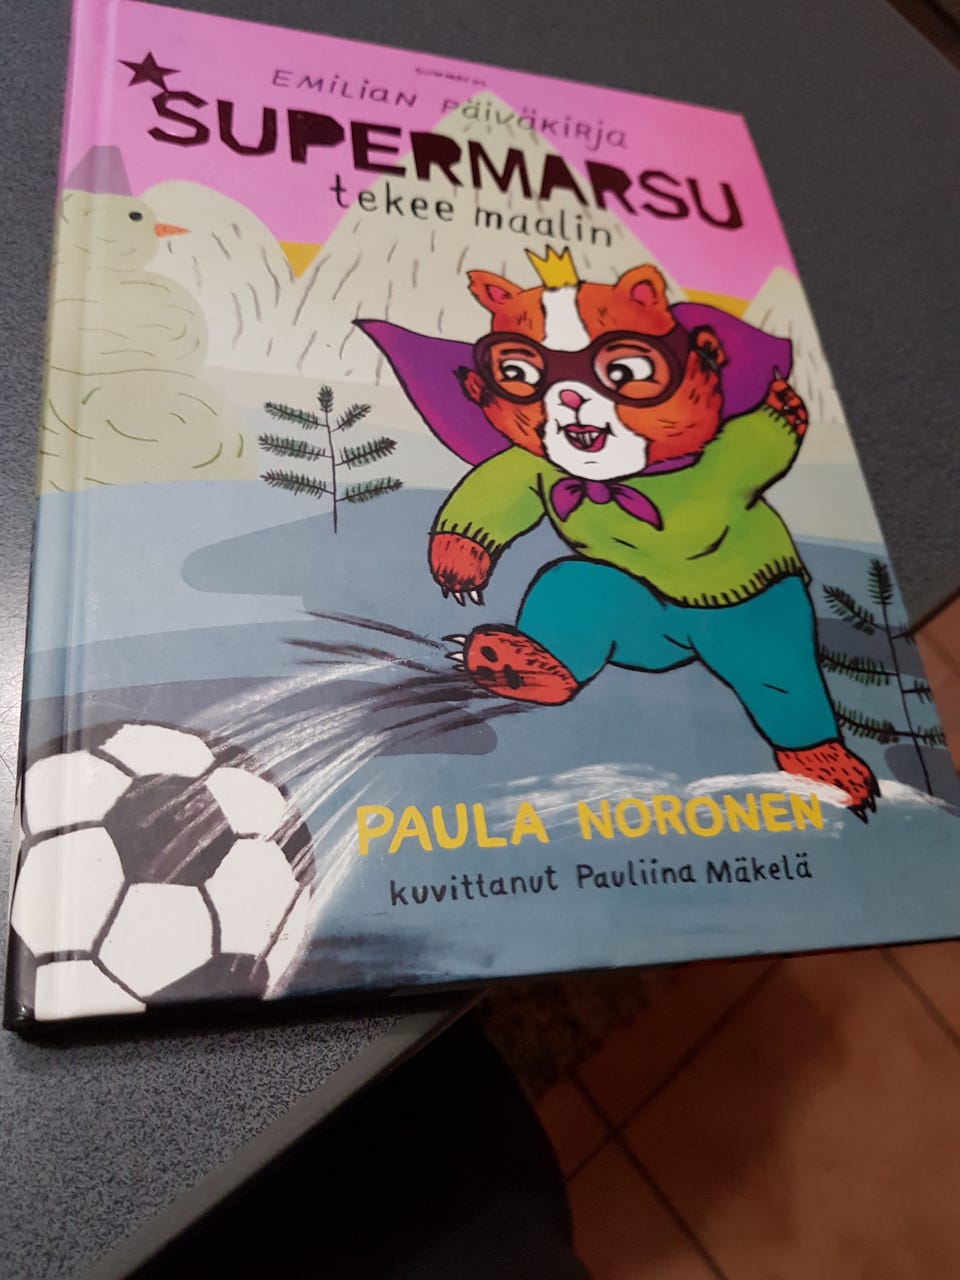 EMILIAN PÄIVÄKIRJA
SUPERMARSU
tekee maalin
PAULA NORONEN
kuvittanut Pauliina Mäkelä